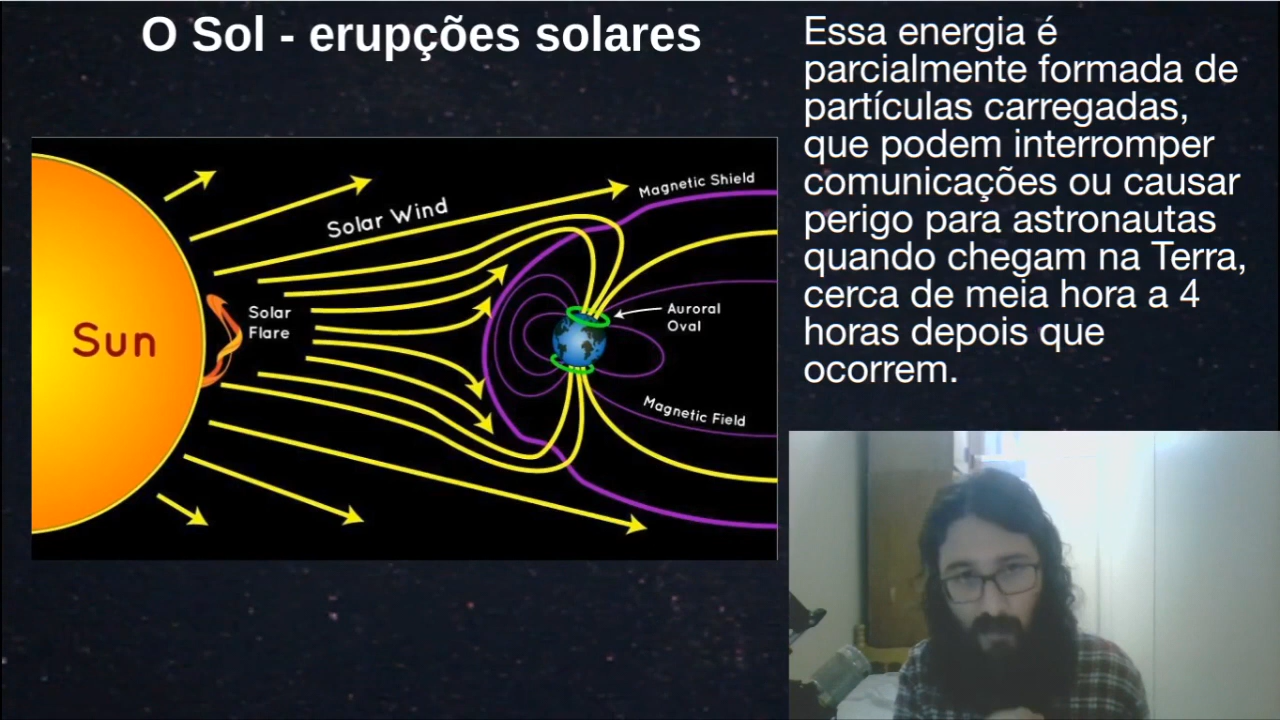 O Sol - erupções solares
Essa energia é
parcialmente formada de
partículas carregadas,
que podem interromper
comunicações ou causar
perigo para astronautas
quando chegam na Terra,
cerca de meia hora a 4
horas depois que
ocorrem.
Magnetic Shield
Solar Wind
Solar
Flare
Sun
Auroral
Oval
Magnetic Field